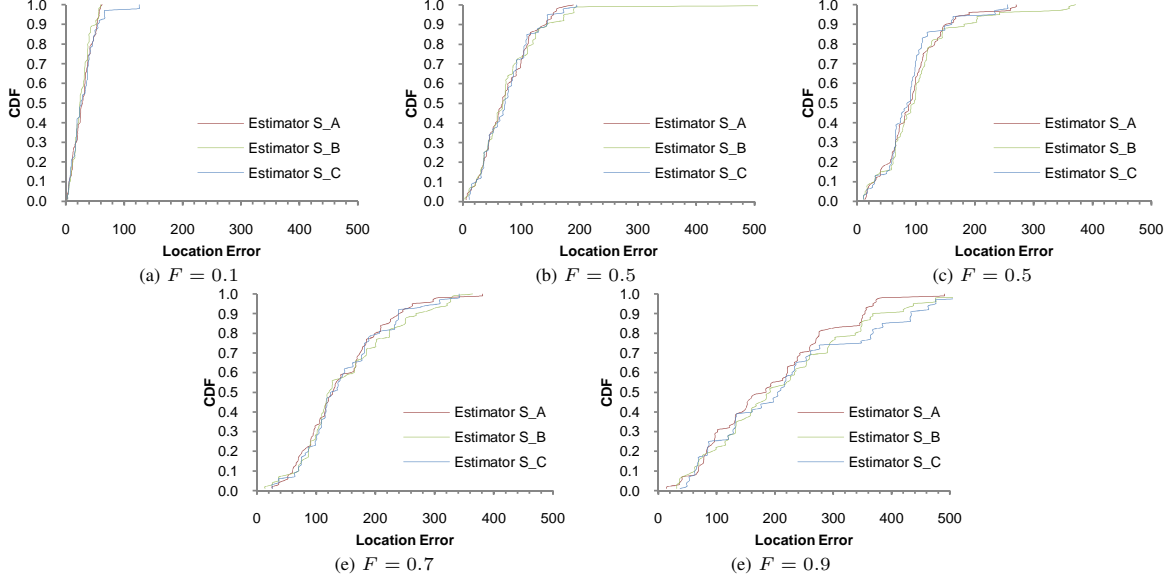 CDF
1.0
0.9
0.8
0.7
0.6
0.5
0.4
0.3
0.2
0.1
0.0
Estimator S_A
Estimator S_B
Estimator S_C
0 100 200 300 400 500
Location Error
(a) F = 0.1
CDF
1.0
0.9
0.8
0.7
0.6
0.5
0.4
0.3
0.2
0.1
0.0
Estimator S_A
Estimator S_B
Estimator S_C
0 100 200 300 400 500
Location Error
(b) F = 0.5
CDF
1.0
0.9
0.8
0.7
0.6
0.5
0.4
0.3
0.2
0.1
0.0
Estimator S_A
Estimator S_B
Estimator S_C
0 100 200 300 400 500
Location Error
(c) F = 0.5
CDF
1.0
0.9
0.8
0.7
0.6
0.5
0.4
0.3
0.2
0.1
0.0
Estimator S_A
Estimator S_B
Estimator S_C
0 100 200 300 400 500
Location Error
(e) F = 0.7
CDF
1.0
0.9
0.8
0.7
0.6
0.5
0.4
0.3
0.2
0.1
0.0
Estimator S_A
Estimator S_B
Estimator S_C
0 100 200 300 400 500
Location Error
(e) F = 0.9